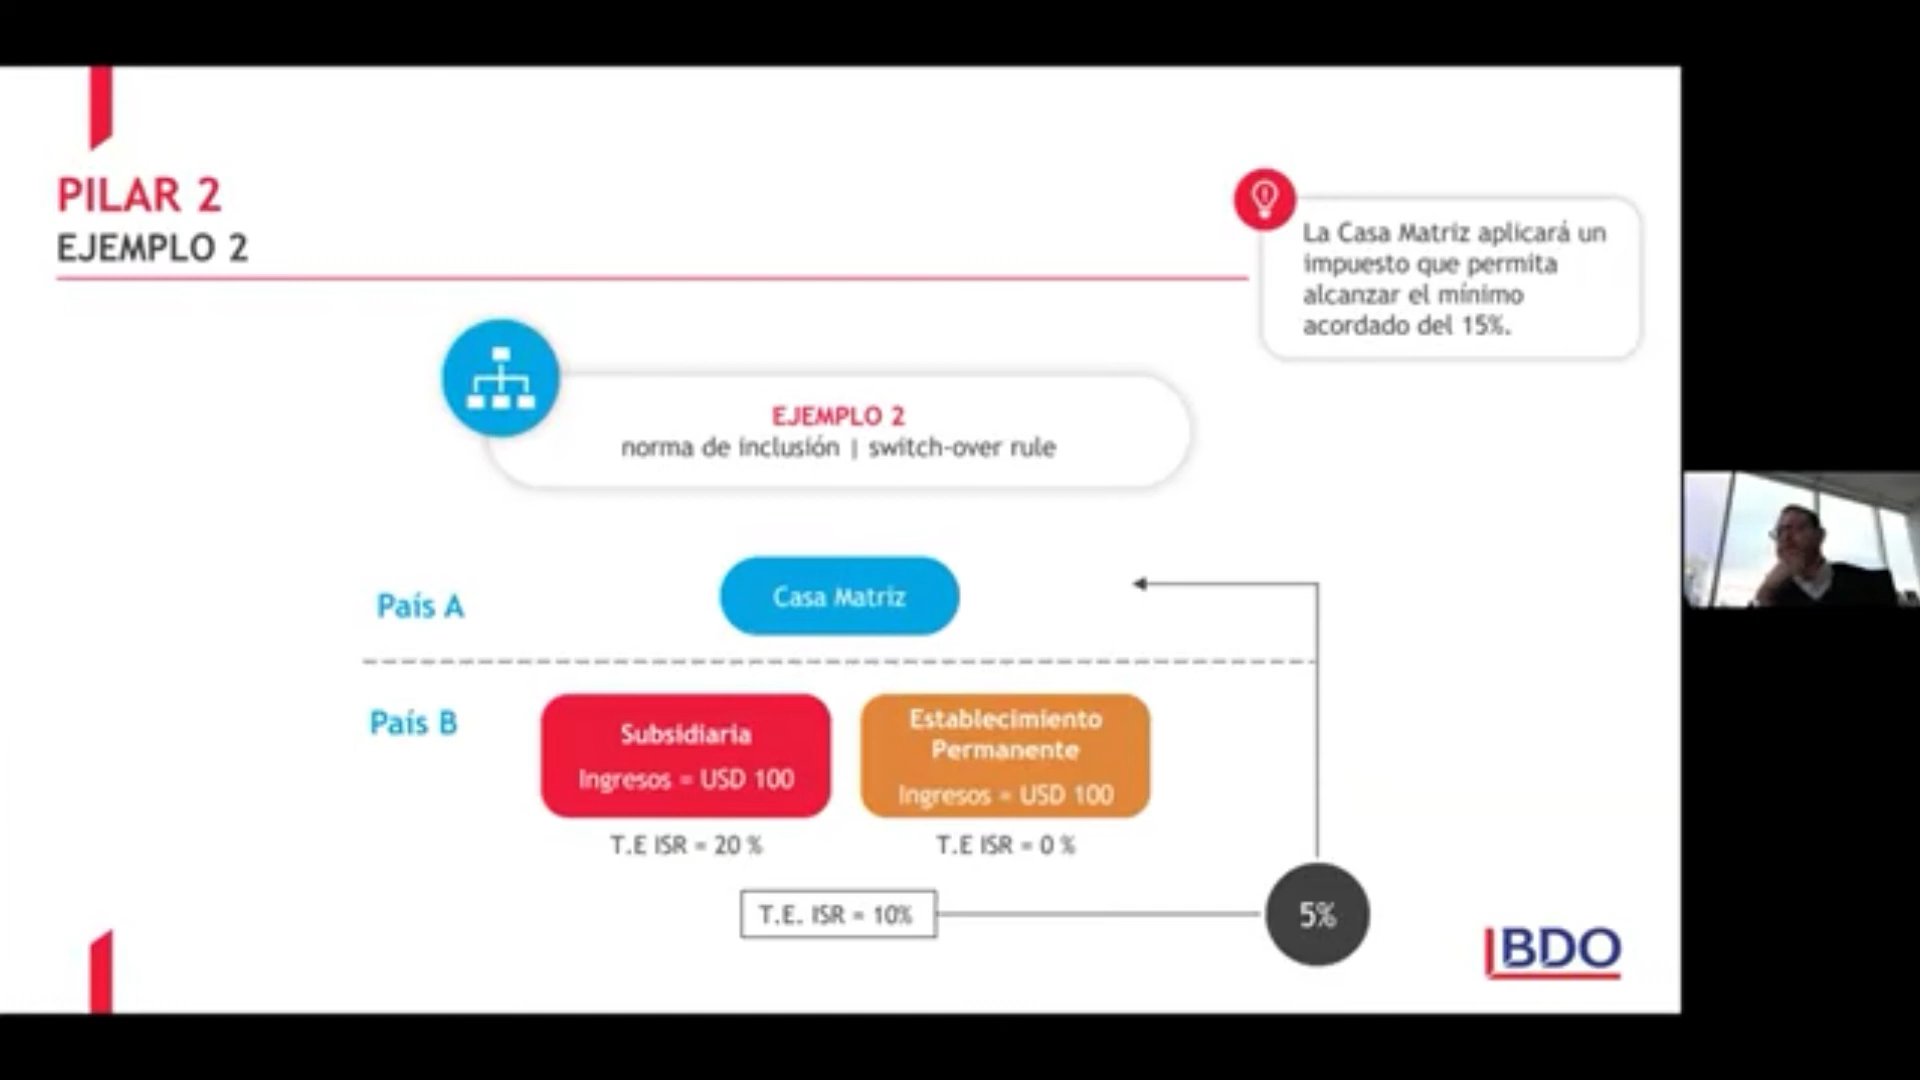 PILAR 2
EJEMPLO 2
La Casa Matriz aplicará un
impuesto que permita
alcanzar el mínimo
acordado del 15%.
EJEMPLO 2
norma de inclusión | switch-over rule
País A
Casa Matriz
País B
Subsidiaria
Ingresos = USD 100
Establecimiento
Permanente
Ingresos = USD 100
T.E ISR = 20 %
T.E ISR = 0 %
T.E. ISR = 10%
5%
BDO